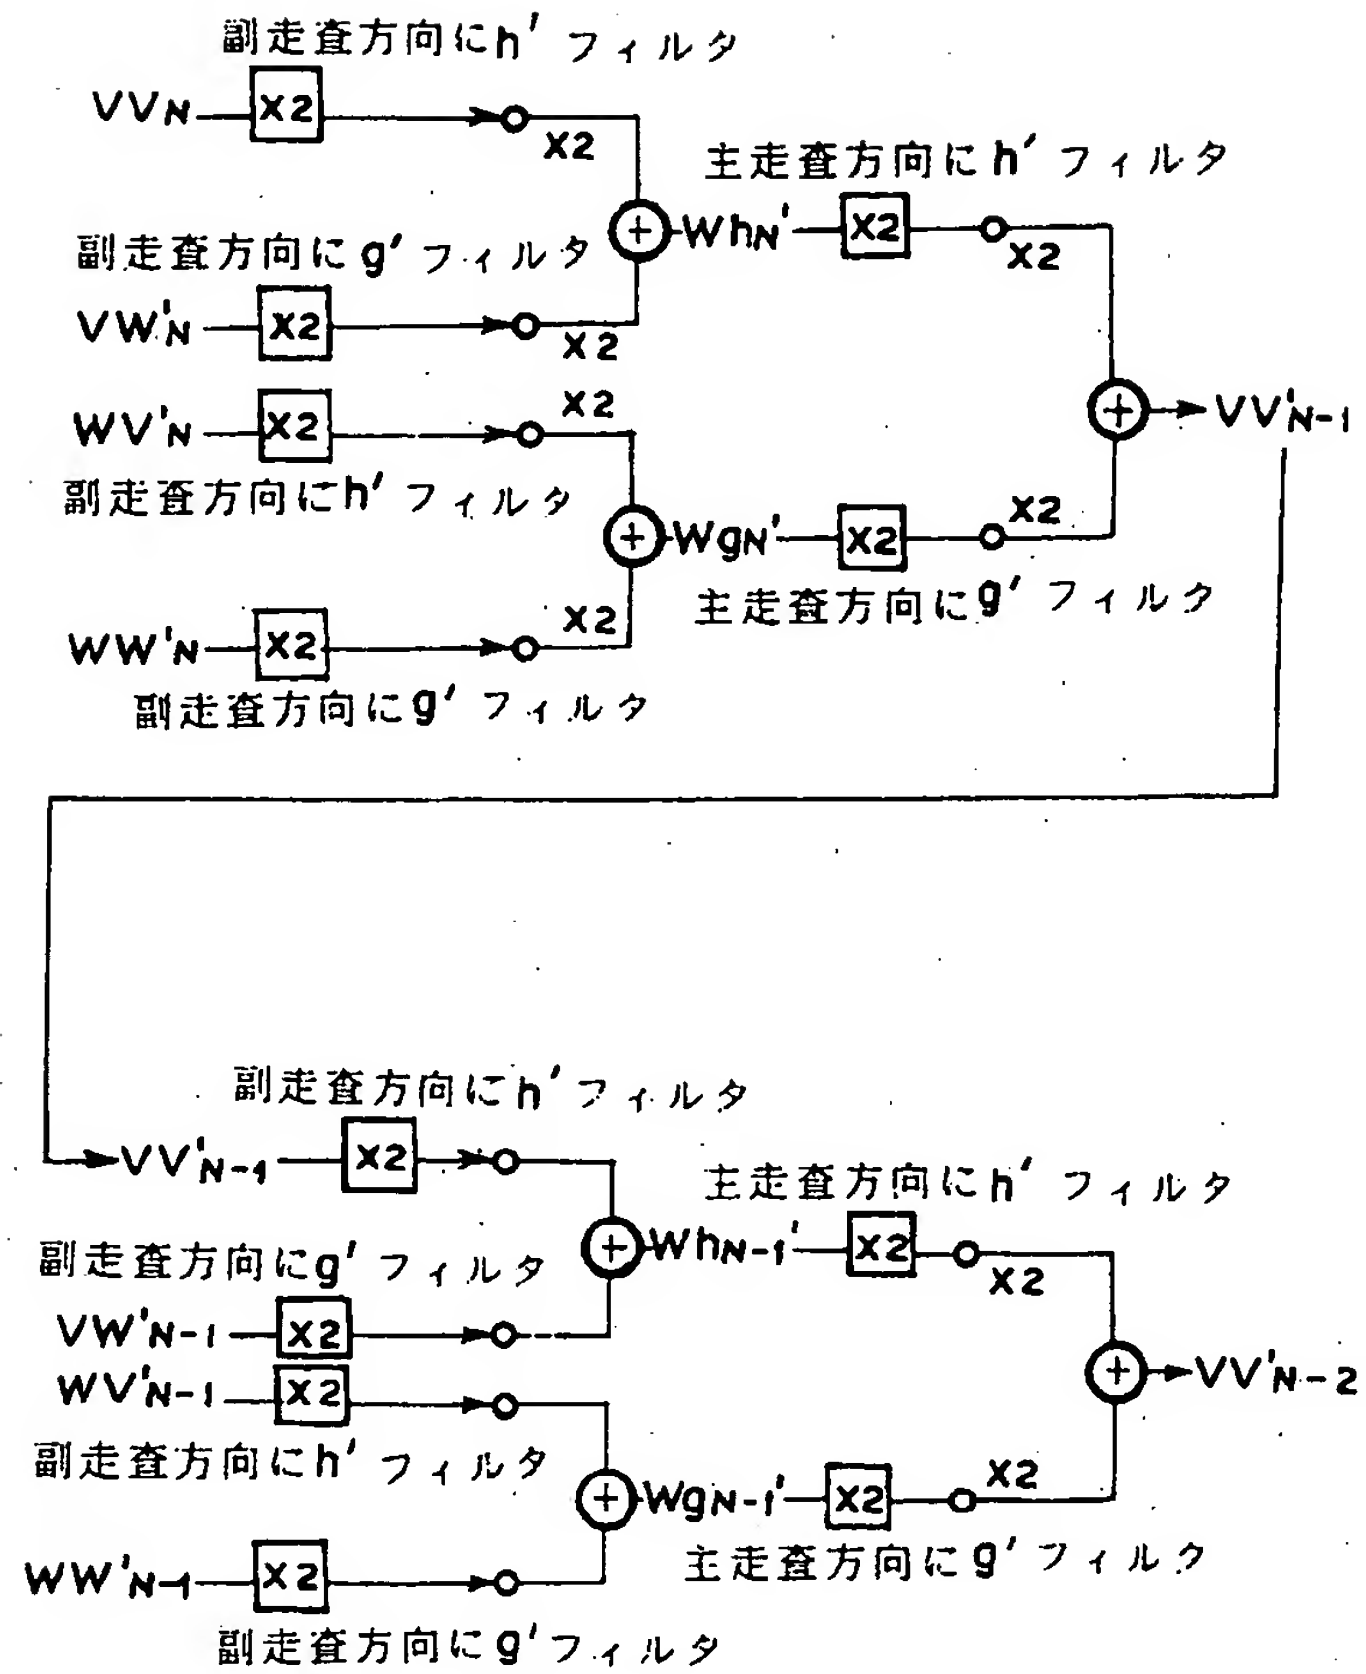 副走査方向にh' フィルタ
VVN X2
X2
主走査方向にh' フィルタ
WhN' X2
X2
副走査方向にg' フィルタ
VW'N X2
X2
+
X2
WV'N X2
副走査方向にh' フィルタ
+
VV'N-1
X2
+
WgN' X2
主走査方向にg' フィルタ
X2
WW'N X2
副走査方向にg' フィルタ
副走査方向にh' フィルタ
VV'N-1 X2
主走査方向にh' フィルタ
+
WhN-1' X2
X2
副走査方向にg' フィルタ
VW'N-1 X2
WV'N-1 X2
副走査方向にh' フィルタ
+
VV'N-2
X2
+
WgN-1' X2
主走査方向にg' フィルタ
WW'N-1 X2
副走査方向にg' フィルタ